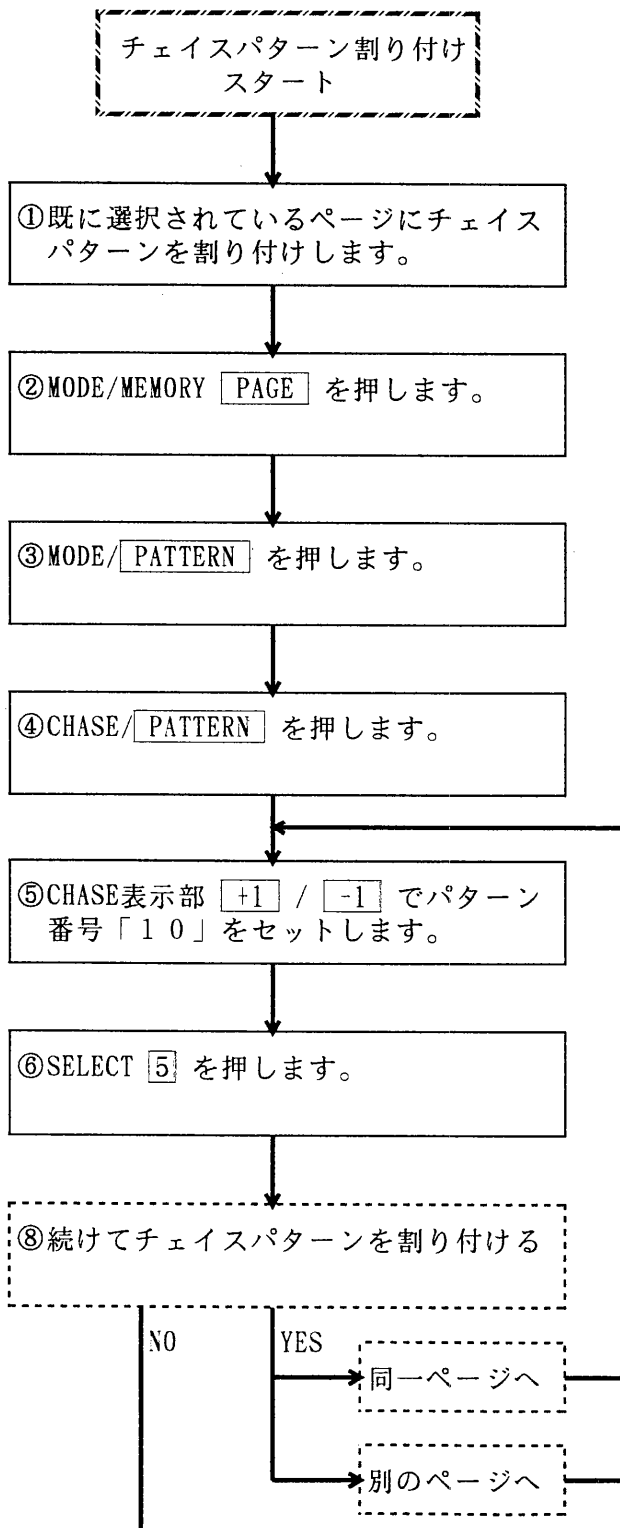 チェイスパターン割り付け
スタート
①既に選択されているページにチェイス
パターンを割り付けします。
②MODE/MEMORY PAGE を押します。
③MODE/PATTERN を押します。
④CHASE/PATTERN を押します。
⑤CHASE表示部 +1 / -1 でパターン
番号「１０」をセットします。
⑥SELECT 5 を押します。
⑧続けてチェイスパターンを割り付ける
NO YES
同一ページへ
別のページへ